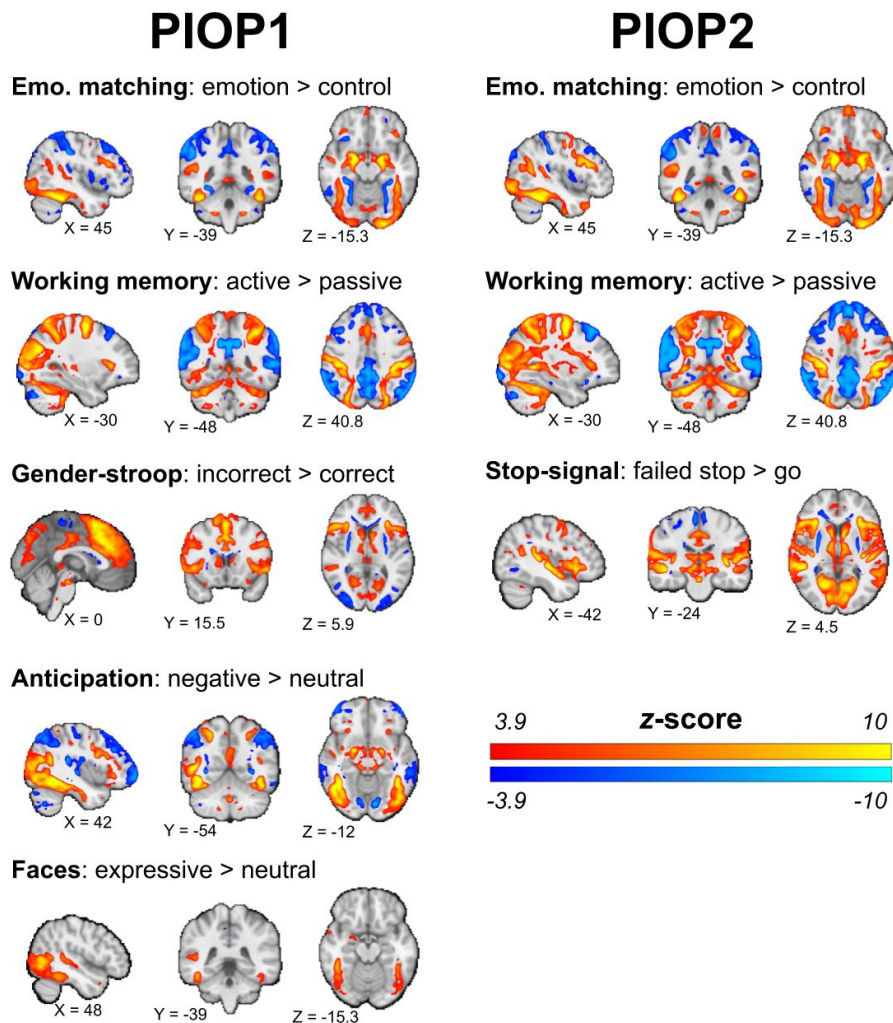 PIOP1
Emo. matching: emotion > control
X = 45
Y = -39
Z = -15.3
Working memory: active > passive
X = -30
Y = -48
Z = 40.8
Gender-stroop: incorrect > correct
X = 0
Y = 15.5
Z = 5.9
Anticipation: negative > neutral
X = 42
Y = -54
Z = -12
Faces: expressive > neutral
X = 48
Y = -39
Z = -15.3
PIOP2
Emo. matching: emotion > control
X = 45
Y = -39
Z = -15.3
Working memory: active > passive
X = -30
Y = -48
Z = 40.8
Stop-signal: failed stop > go
X = -42
Y = -24
Z = 4.5
3.9 z-score 10
-3.9 -10